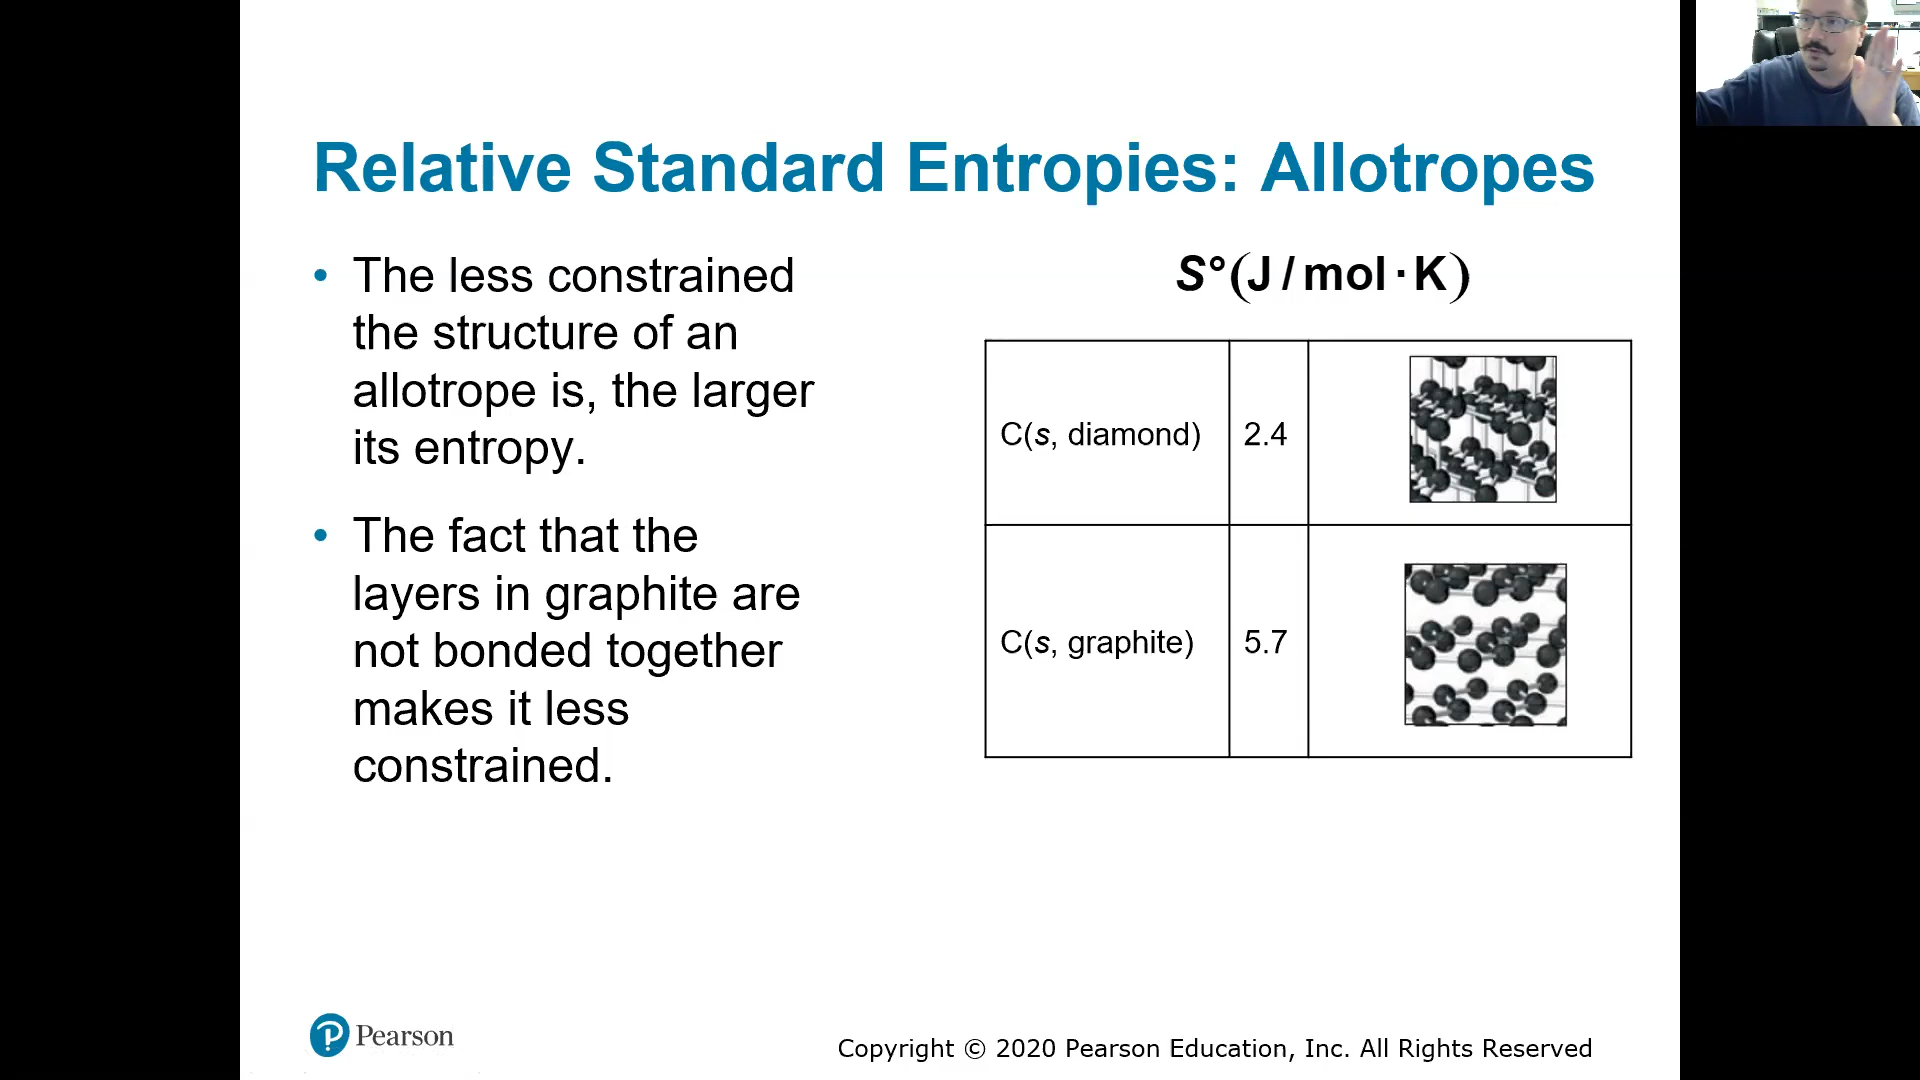 Relative Standard Entropies: Allotropes
• The less constrained
the structure of an
allotrope is, the larger
its entropy.
• The fact that the
layers in graphite are
not bonded together
makes it less
constrained.
S°(J/mol·K)
C(s, diamond) 2.4
C(s, graphite) 5.7
Pearson
Copyright © 2020 Pearson Education, Inc. All Rights Reserved